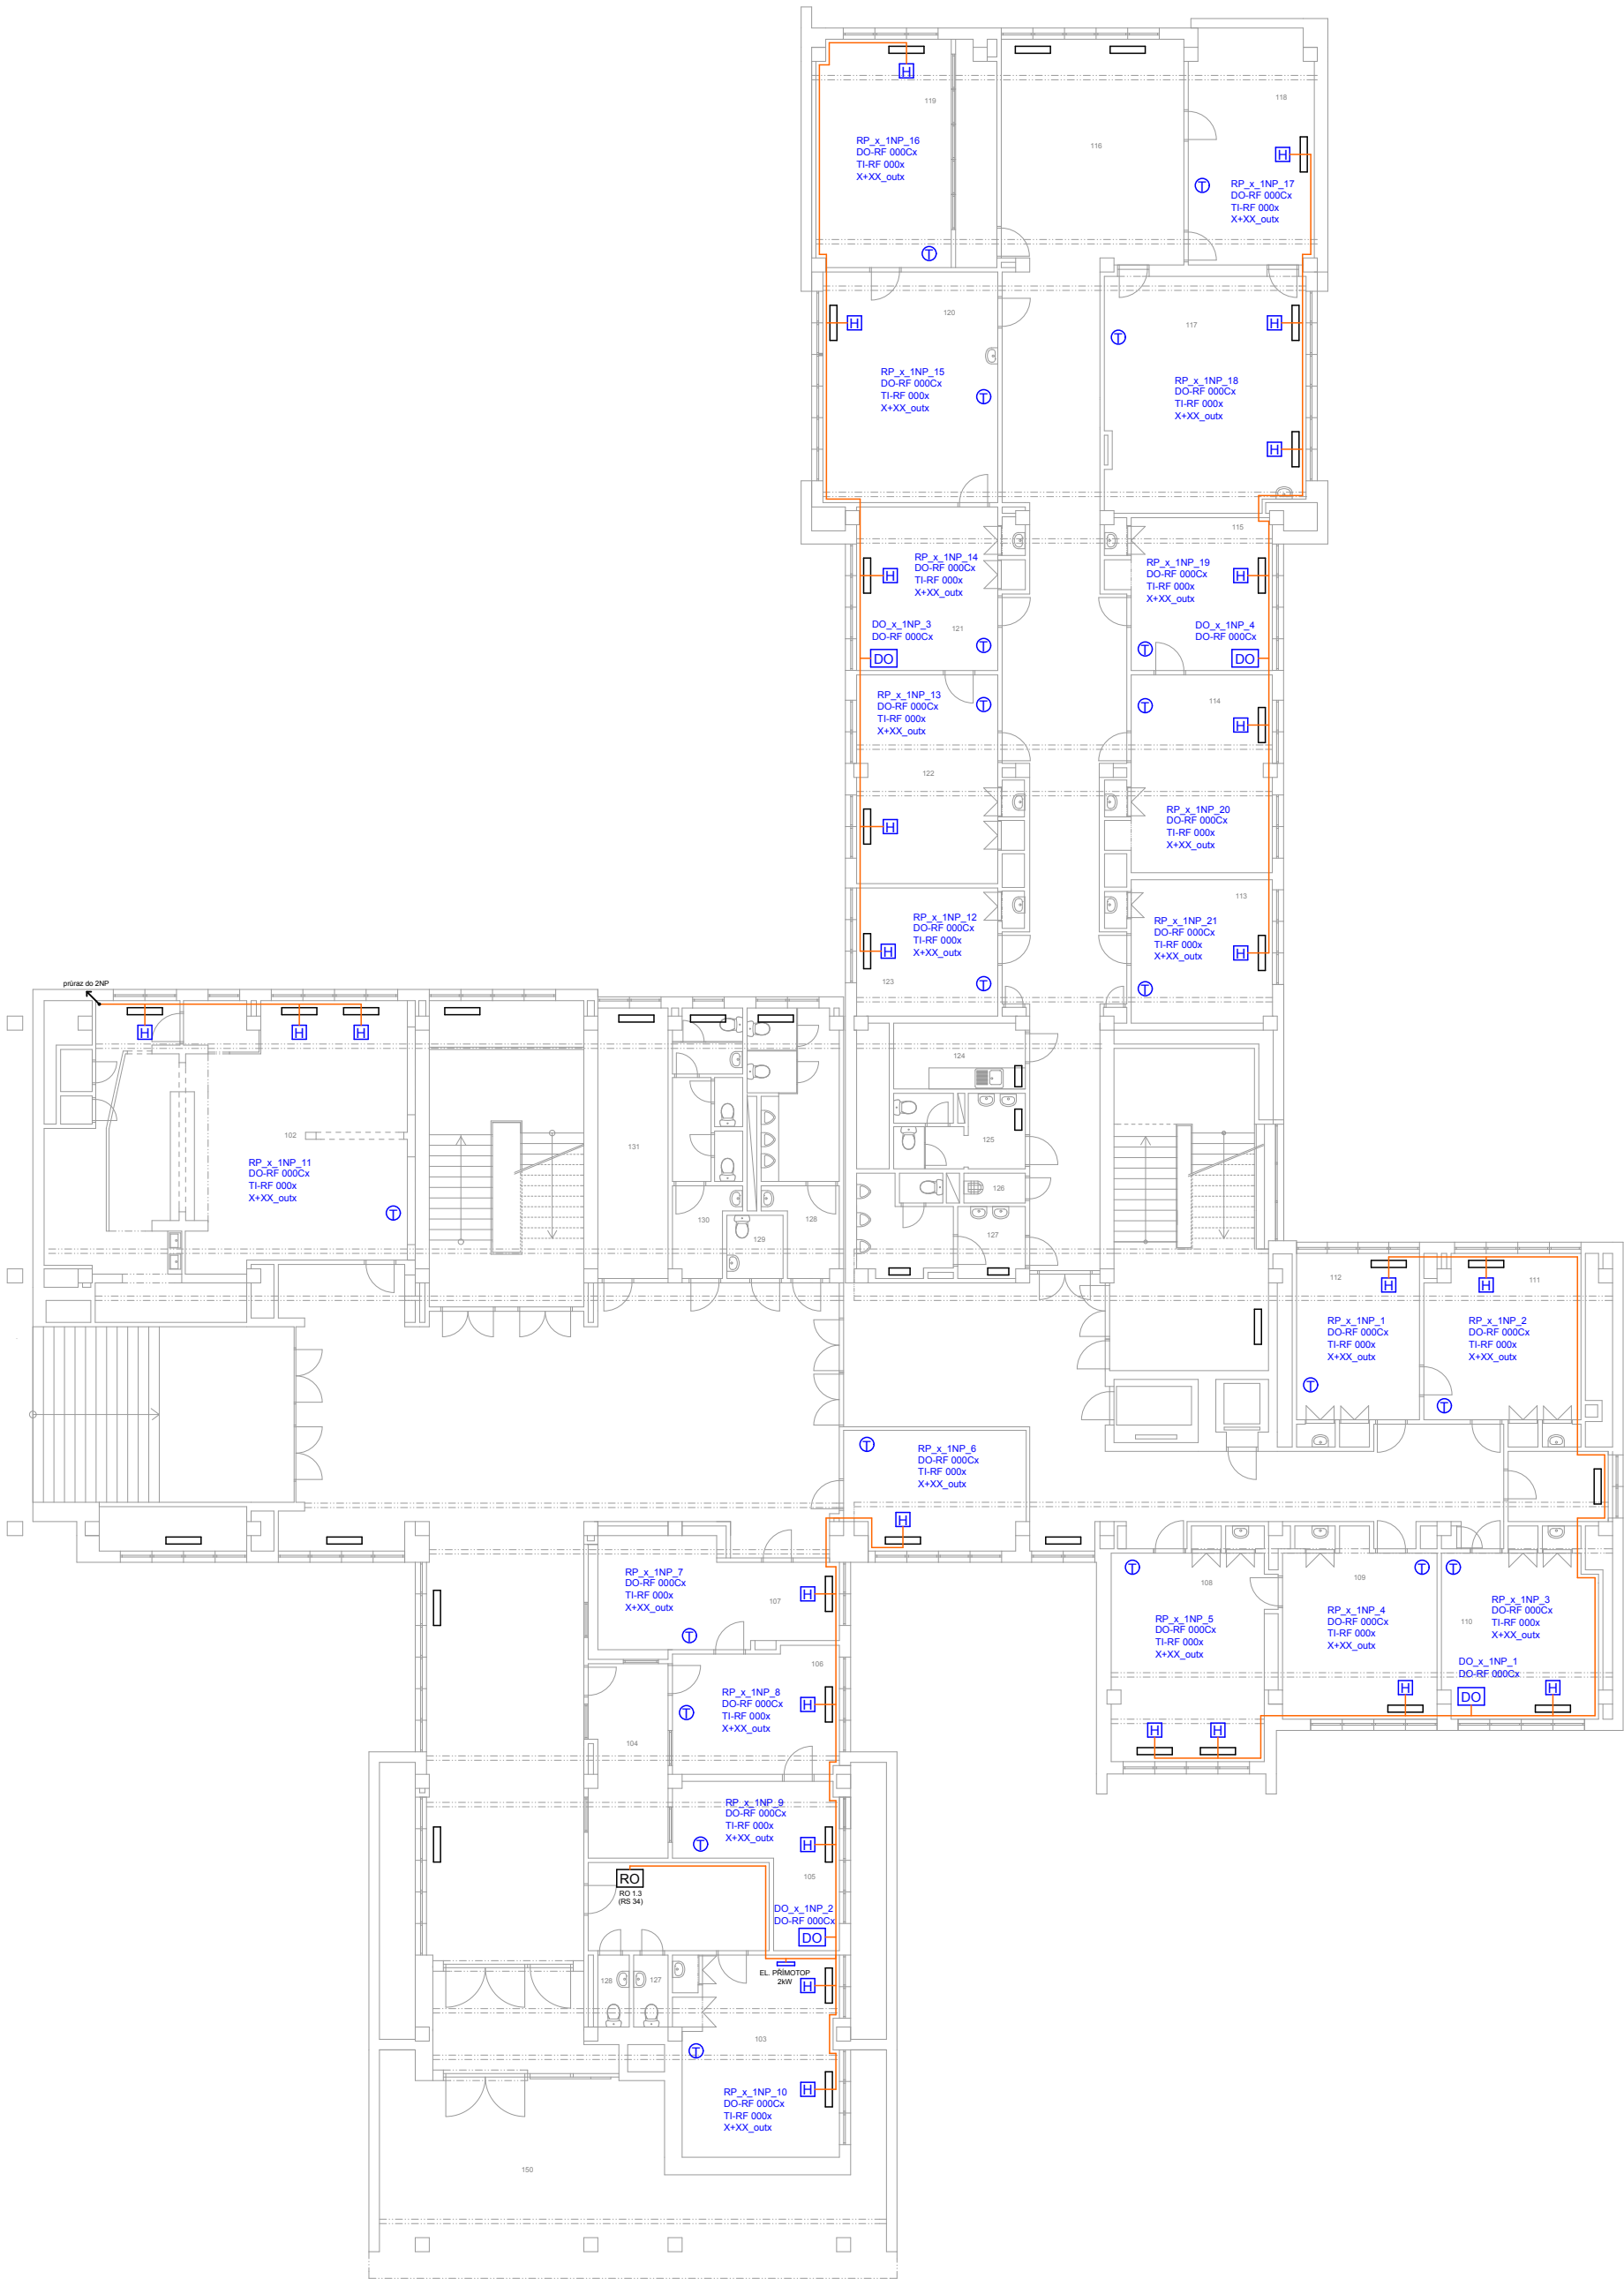 H
119
118
RP_x_1NP_16
DO-RF 000Cx
TI-RF 000x
X+XX_outx
116
H
T
RP_x_1NP_17
DO-RF 000Cx
TI-RF 000x
X+XX_outx
T
120
117
H
H
T
RP_x_1NP_15
DO-RF 000Cx
TI-RF 000x
X+XX_outx
T
RP_x_1NP_18
DO-RF 000Cx
TI-RF 000x
X+XX_outx
H
115
RP_x_1NP_14
DO-RF 000Cx
TI-RF 000x
X+XX_outx
H
RP_x_1NP_19
DO-RF 000Cx
TI-RF 000x
X+XX_outx
H
DO_x_1NP_3
DO-RF 000Cx
121
DO
T
DO_x_1NP_4
DO-RF 000Cx
T
DO
RP_x_1NP_13
DO-RF 000Cx
TI-RF 000x
X+XX_outx
T
T
114
H
122
H
RP_x_1NP_20
DO-RF 000Cx
TI-RF 000x
X+XX_outx
113
RP_x_1NP_12
DO-RF 000Cx
TI-RF 000x
X+XX_outx
H
RP_x_1NP_21
DO-RF 000Cx
TI-RF 000x
X+XX_outx
H
123
T
T
průraz do 2NP
H
H
H
124
102
131
125
RP_x_1NP_11
DO-RF 000Cx
TI-RF 000x
X+XX_outx
T
126
130
128
129
127
112
111
H
H
RP_x_1NP_1
DO-RF 000Cx
TI-RF 000x
X+XX_outx
RP_x_1NP_2
DO-RF 000Cx
TI-RF 000x
X+XX_outx
T
T
T
RP_x_1NP_6
DO-RF 000Cx
TI-RF 000x
X+XX_outx
H
RP_x_1NP_7
DO-RF 000Cx
TI-RF 000x
X+XX_outx
H
107
T
T
108
T
109
T
RP_x_1NP_5
DO-RF 000Cx
TI-RF 000x
X+XX_outx
RP_x_1NP_4
DO-RF 000Cx
TI-RF 000x
X+XX_outx
110
RP_x_1NP_3
DO-RF 000Cx
TI-RF 000x
X+XX_outx
DO_x_1NP_1
DO-RF 000Cx
DO
H
H
H
H
106
RP_x_1NP_8
DO-RF 000Cx
TI-RF 000x
X+XX_outx
H
T
104
RP_x_1NP_9
DO-RF 000Cx
TI-RF 000x
X+XX_outx
T
H
105
RO
RO 1.3
(RS 34)
DO_x_1NP_2
DO-RF 000Cx
DO
EL. PŘÍMOTOP
2kW
H
128
127
103
T
RP_x_1NP_10
DO-RF 000Cx
TI-RF 000x
X+XX_outx
H
150